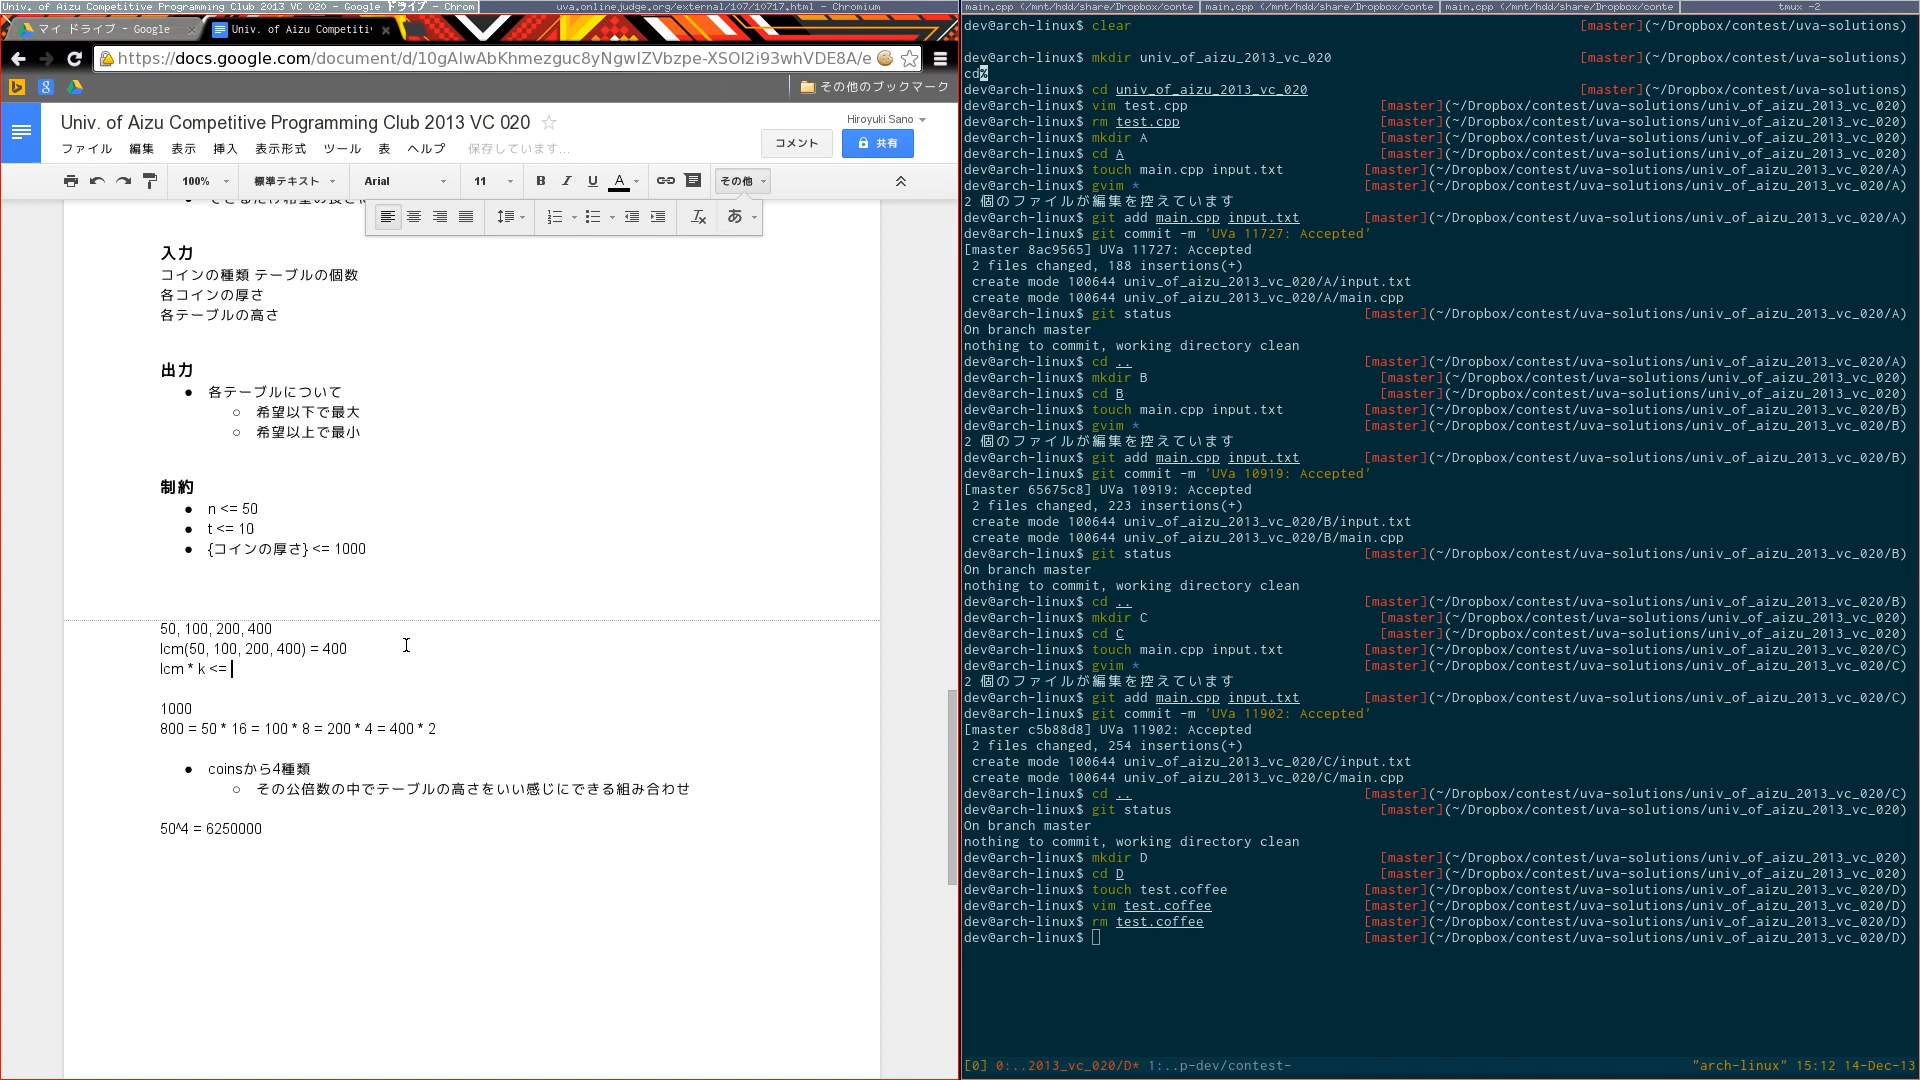 Univ. of Aizu Competitive Programming Club 2013 VC 020 - Google ドライブ - Chrom
uva.onlinejudge.org/external/107/10717.html - Chromium
マイ ドライブ - Google
Univ. of Aizu Competiti
https://docs.google.com/document/d/10gAIwAbKhmezguc8yNgwIZVbzpe-XSOl2i93whVDE8A/e
その他のブックマーク
Univ. of Aizu Competitive Programming Club 2013 VC 020
Hiroyuki Sano
ファイル 編集 表示 挿入 表示形式 ツール 表 ヘルプ 保存しています...
コメント
共有
100% 標準テキスト Arial 11 B I U A その他
あ
入力
コインの種類 テーブルの個数
各コインの厚さ
各テーブルの高さ
出力
● 各テーブルについて
○ 希望以下で最大
○ 希望以上で最小
制約
● n <= 50
● t <= 10
● {コインの厚さ} <= 1000
50, 100, 200, 400
lcm(50, 100, 200, 400) = 400
lcm * k <=
1000
800 = 50 * 16 = 100 * 8 = 200 * 4 = 400 * 2
● coinsから4種類
○ その公倍数の中でテーブルの高さをいい感じにできる組み合わせ
50^4 = 6250000
main.cpp (/mnt/hdd/share/Dropbox/conte
main.cpp (/mnt/hdd/share/Dropbox/conte
main.cpp (/mnt/hdd/share/Dropbox/conte
tmux -2
dev@arch-linux$ clear [master](~/Dropbox/contest/uva-solutions)
dev@arch-linux$ mkdir univ_of_aizu_2013_vc_020 [master](~/Dropbox/contest/uva-solutions)
cd%
dev@arch-linux$ cd univ_of_aizu_2013_vc_020 [master](~/Dropbox/contest/uva-solutions)
dev@arch-linux$ vim test.cpp [master](~/Dropbox/contest/uva-solutions/univ_of_aizu_2013_vc_020)
dev@arch-linux$ rm test.cpp [master](~/Dropbox/contest/uva-solutions/univ_of_aizu_2013_vc_020)
dev@arch-linux$ mkdir A [master](~/Dropbox/contest/uva-solutions/univ_of_aizu_2013_vc_020)
dev@arch-linux$ cd A [master](~/Dropbox/contest/uva-solutions/univ_of_aizu_2013_vc_020)
dev@arch-linux$ touch main.cpp input.txt [master](~/Dropbox/contest/uva-solutions/univ_of_aizu_2013_vc_020/A)
dev@arch-linux$ gvim * [master](~/Dropbox/contest/uva-solutions/univ_of_aizu_2013_vc_020/A)
2 個のファイルが編集を控えています
dev@arch-linux$ git add main.cpp input.txt [master](~/Dropbox/contest/uva-solutions/univ_of_aizu_2013_vc_020/A)
dev@arch-linux$ git commit -m 'UVa 11727: Accepted'
[master 8ac9565] UVa 11727: Accepted
2 files changed, 188 insertions(+)
create mode 100644 univ_of_aizu_2013_vc_020/A/input.txt
create mode 100644 univ_of_aizu_2013_vc_020/A/main.cpp
dev@arch-linux$ git status [master](~/Dropbox/contest/uva-solutions/univ_of_aizu_2013_vc_020/A)
On branch master
nothing to commit, working directory clean
dev@arch-linux$ cd .. [master](~/Dropbox/contest/uva-solutions/univ_of_aizu_2013_vc_020/A)
dev@arch-linux$ mkdir B [master](~/Dropbox/contest/uva-solutions/univ_of_aizu_2013_vc_020)
dev@arch-linux$ cd B [master](~/Dropbox/contest/uva-solutions/univ_of_aizu_2013_vc_020)
dev@arch-linux$ touch main.cpp input.txt [master](~/Dropbox/contest/uva-solutions/univ_of_aizu_2013_vc_020/B)
dev@arch-linux$ gvim * [master](~/Dropbox/contest/uva-solutions/univ_of_aizu_2013_vc_020/B)
2 個のファイルが編集を控えています
dev@arch-linux$ git add main.cpp input.txt [master](~/Dropbox/contest/uva-solutions/univ_of_aizu_2013_vc_020/B)
dev@arch-linux$ git commit -m 'UVa 10919: Accepted'
[master 65675c8] UVa 10919: Accepted
2 files changed, 223 insertions(+)
create mode 100644 univ_of_aizu_2013_vc_020/B/input.txt
create mode 100644 univ_of_aizu_2013_vc_020/B/main.cpp
dev@arch-linux$ git status [master](~/Dropbox/contest/uva-solutions/univ_of_aizu_2013_vc_020/B)
On branch master
nothing to commit, working directory clean
dev@arch-linux$ cd .. [master](~/Dropbox/contest/uva-solutions/univ_of_aizu_2013_vc_020/B)
dev@arch-linux$ mkdir C [master](~/Dropbox/contest/uva-solutions/univ_of_aizu_2013_vc_020)
dev@arch-linux$ cd C [master](~/Dropbox/contest/uva-solutions/univ_of_aizu_2013_vc_020)
dev@arch-linux$ touch main.cpp input.txt [master](~/Dropbox/contest/uva-solutions/univ_of_aizu_2013_vc_020/C)
dev@arch-linux$ gvim * [master](~/Dropbox/contest/uva-solutions/univ_of_aizu_2013_vc_020/C)
2 個のファイルが編集を控えています
dev@arch-linux$ git add main.cpp input.txt [master](~/Dropbox/contest/uva-solutions/univ_of_aizu_2013_vc_020/C)
dev@arch-linux$ git commit -m 'UVa 11902: Accepted'
[master c5b88d8] UVa 11902: Accepted
2 files changed, 254 insertions(+)
create mode 100644 univ_of_aizu_2013_vc_020/C/input.txt
create mode 100644 univ_of_aizu_2013_vc_020/C/main.cpp
dev@arch-linux$ cd .. [master](~/Dropbox/contest/uva-solutions/univ_of_aizu_2013_vc_020/C)
dev@arch-linux$ git status [master](~/Dropbox/contest/uva-solutions/univ_of_aizu_2013_vc_020)
On branch master
nothing to commit, working directory clean
dev@arch-linux$ mkdir D [master](~/Dropbox/contest/uva-solutions/univ_of_aizu_2013_vc_020)
dev@arch-linux$ cd D [master](~/Dropbox/contest/uva-solutions/univ_of_aizu_2013_vc_020)
dev@arch-linux$ touch test.coffee [master](~/Dropbox/contest/uva-solutions/univ_of_aizu_2013_vc_020/D)
dev@arch-linux$ vim test.coffee [master](~/Dropbox/contest/uva-solutions/univ_of_aizu_2013_vc_020/D)
dev@arch-linux$ rm test.coffee [master](~/Dropbox/contest/uva-solutions/univ_of_aizu_2013_vc_020/D)
dev@arch-linux$ [master](~/Dropbox/contest/uva-solutions/univ_of_aizu_2013_vc_020/D)
[0] 0:..2013_vc_020/D* 1:..p-dev/contest- "arch-linux" 15:12 14-Dec-13